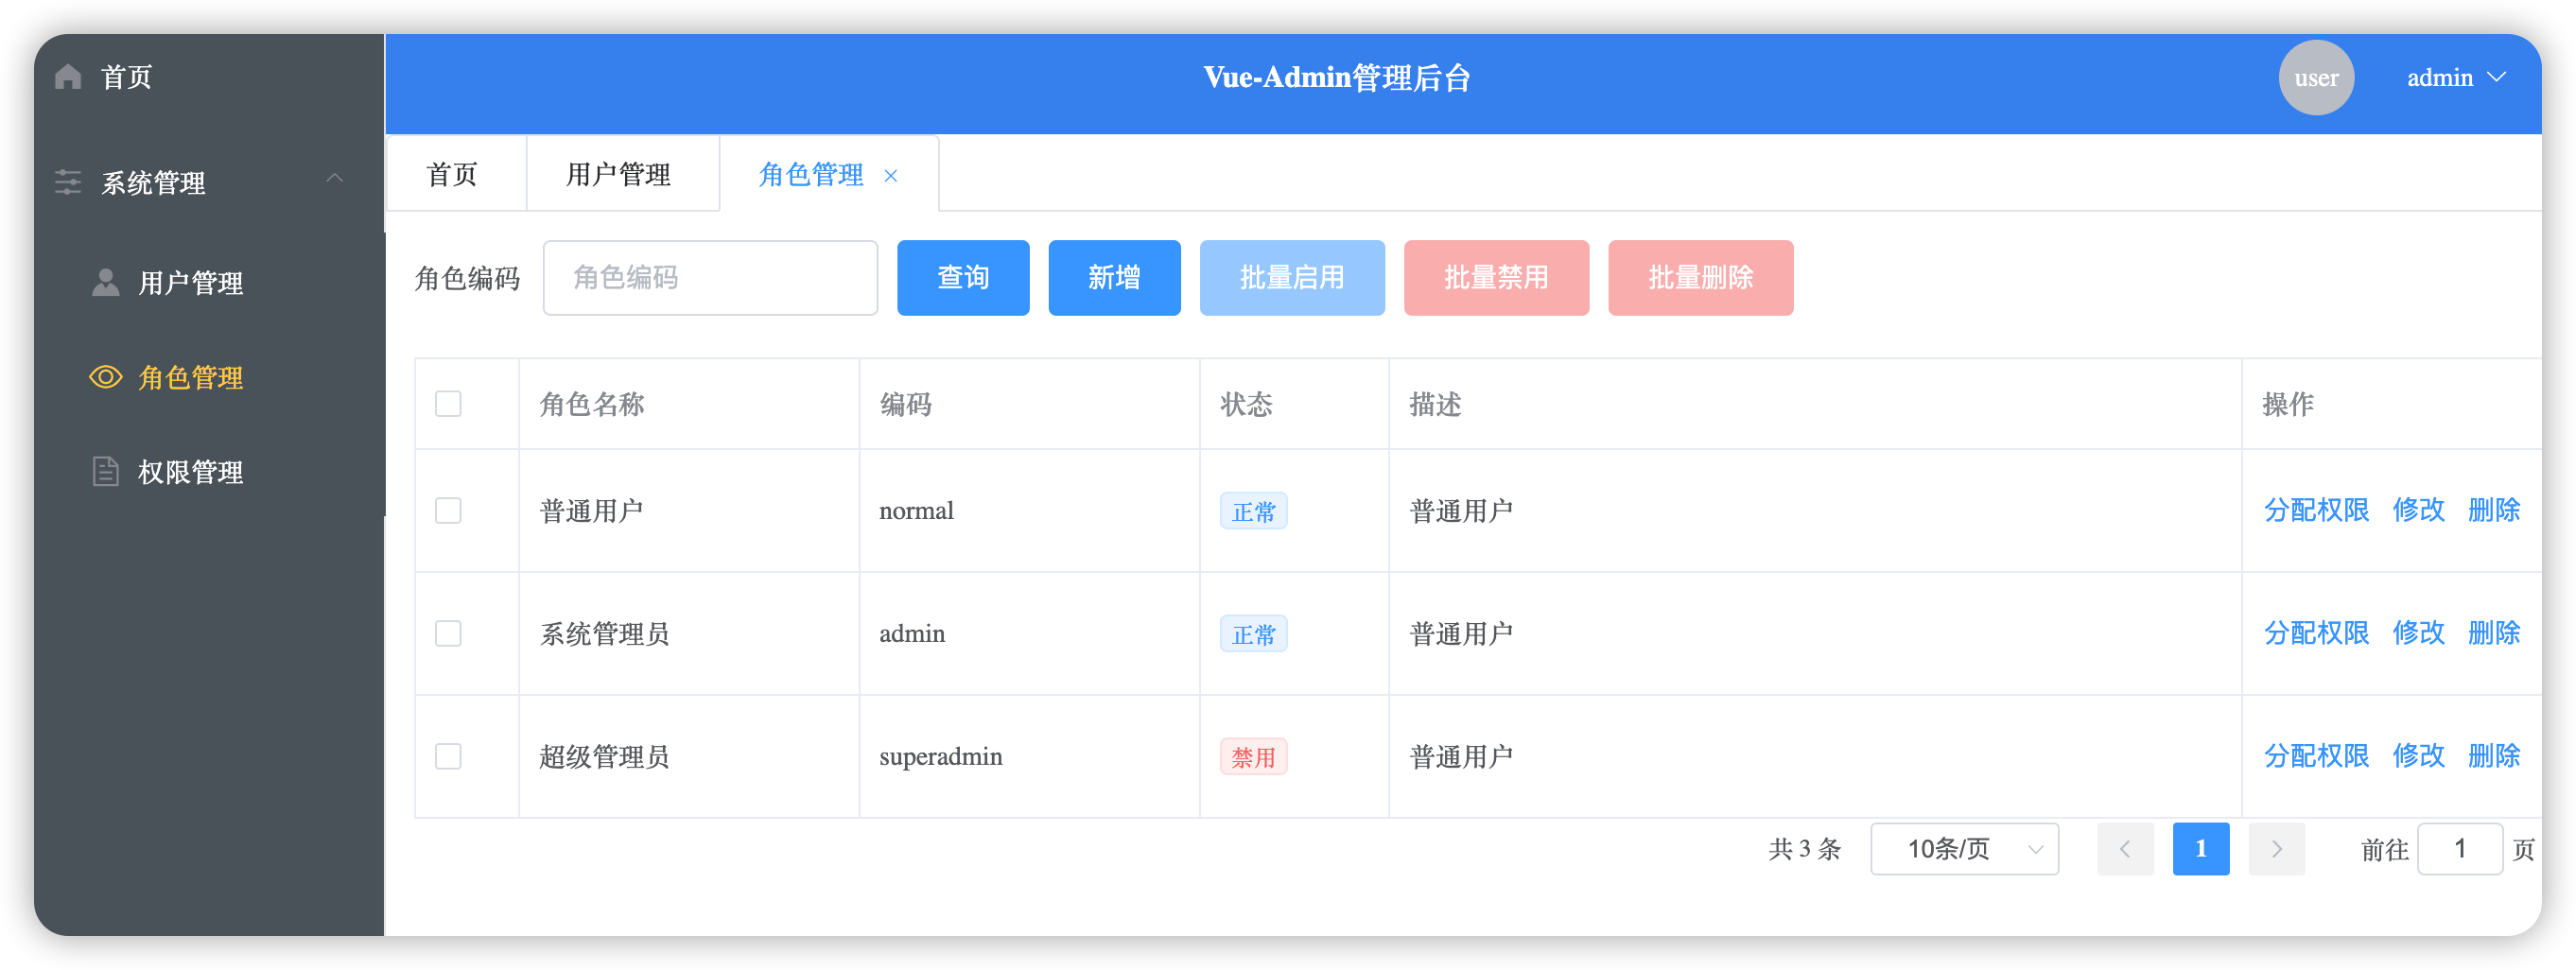 首页
系统管理
用户管理
角色管理
权限管理
Vue-Admin管理后台
user
admin
首页 用户管理 角色管理 ×
角色编码 角色编码 查询 新增 批量启用 批量禁用 批量删除
角色名称 编码 状态 描述 操作
普通用户 normal 正常 普通用户 分配权限 修改 删除
系统管理员 admin 正常 普通用户 分配权限 修改 删除
超级管理员 superadmin 禁用 普通用户 分配权限 修改 删除
共 3 条 10条/页 1 前往 1 页